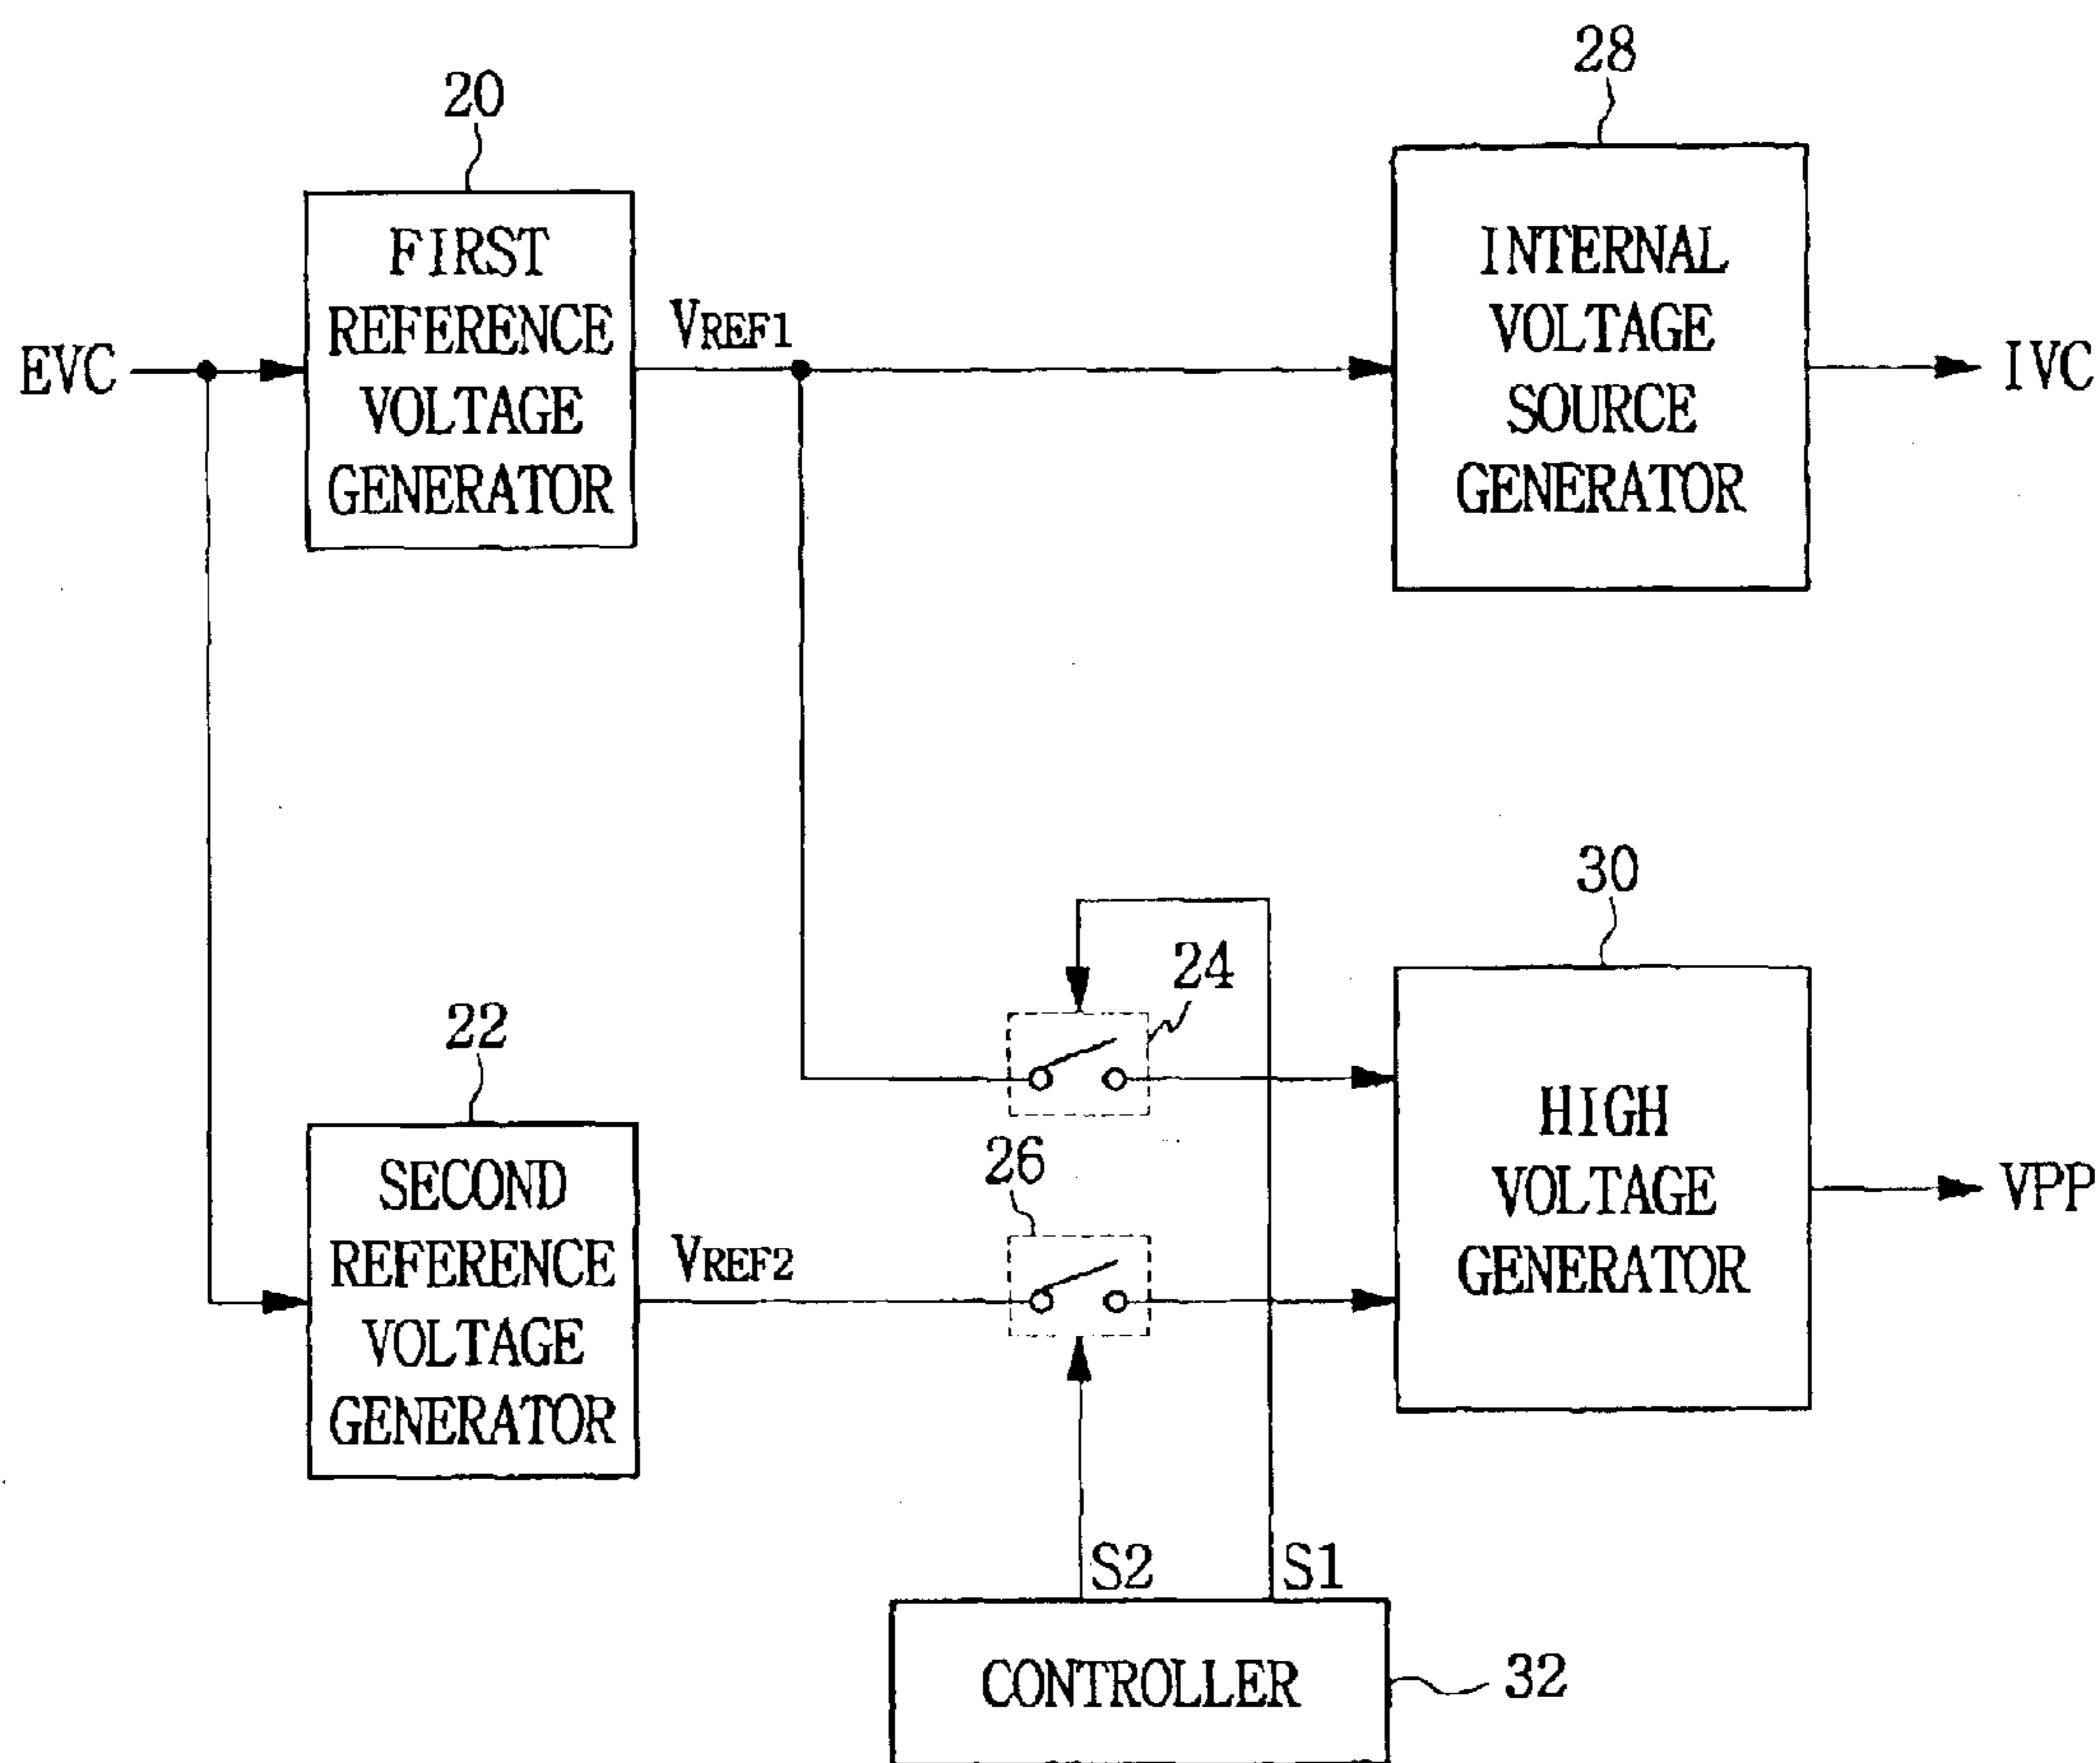 28
20
FIRST
REFERENCE
VOLTAGE
GENERATOR
INTERNAL
VOLTAGE
SOURCE
GENERATOR
EVC
VREF1
IVC
30
24
22
SECOND
REFERENCE
VOLTAGE
GENERATOR
26
HIGH
VOLTAGE
GENERATOR
VREF2
VPP
S2
S1
CONTROLLER
32